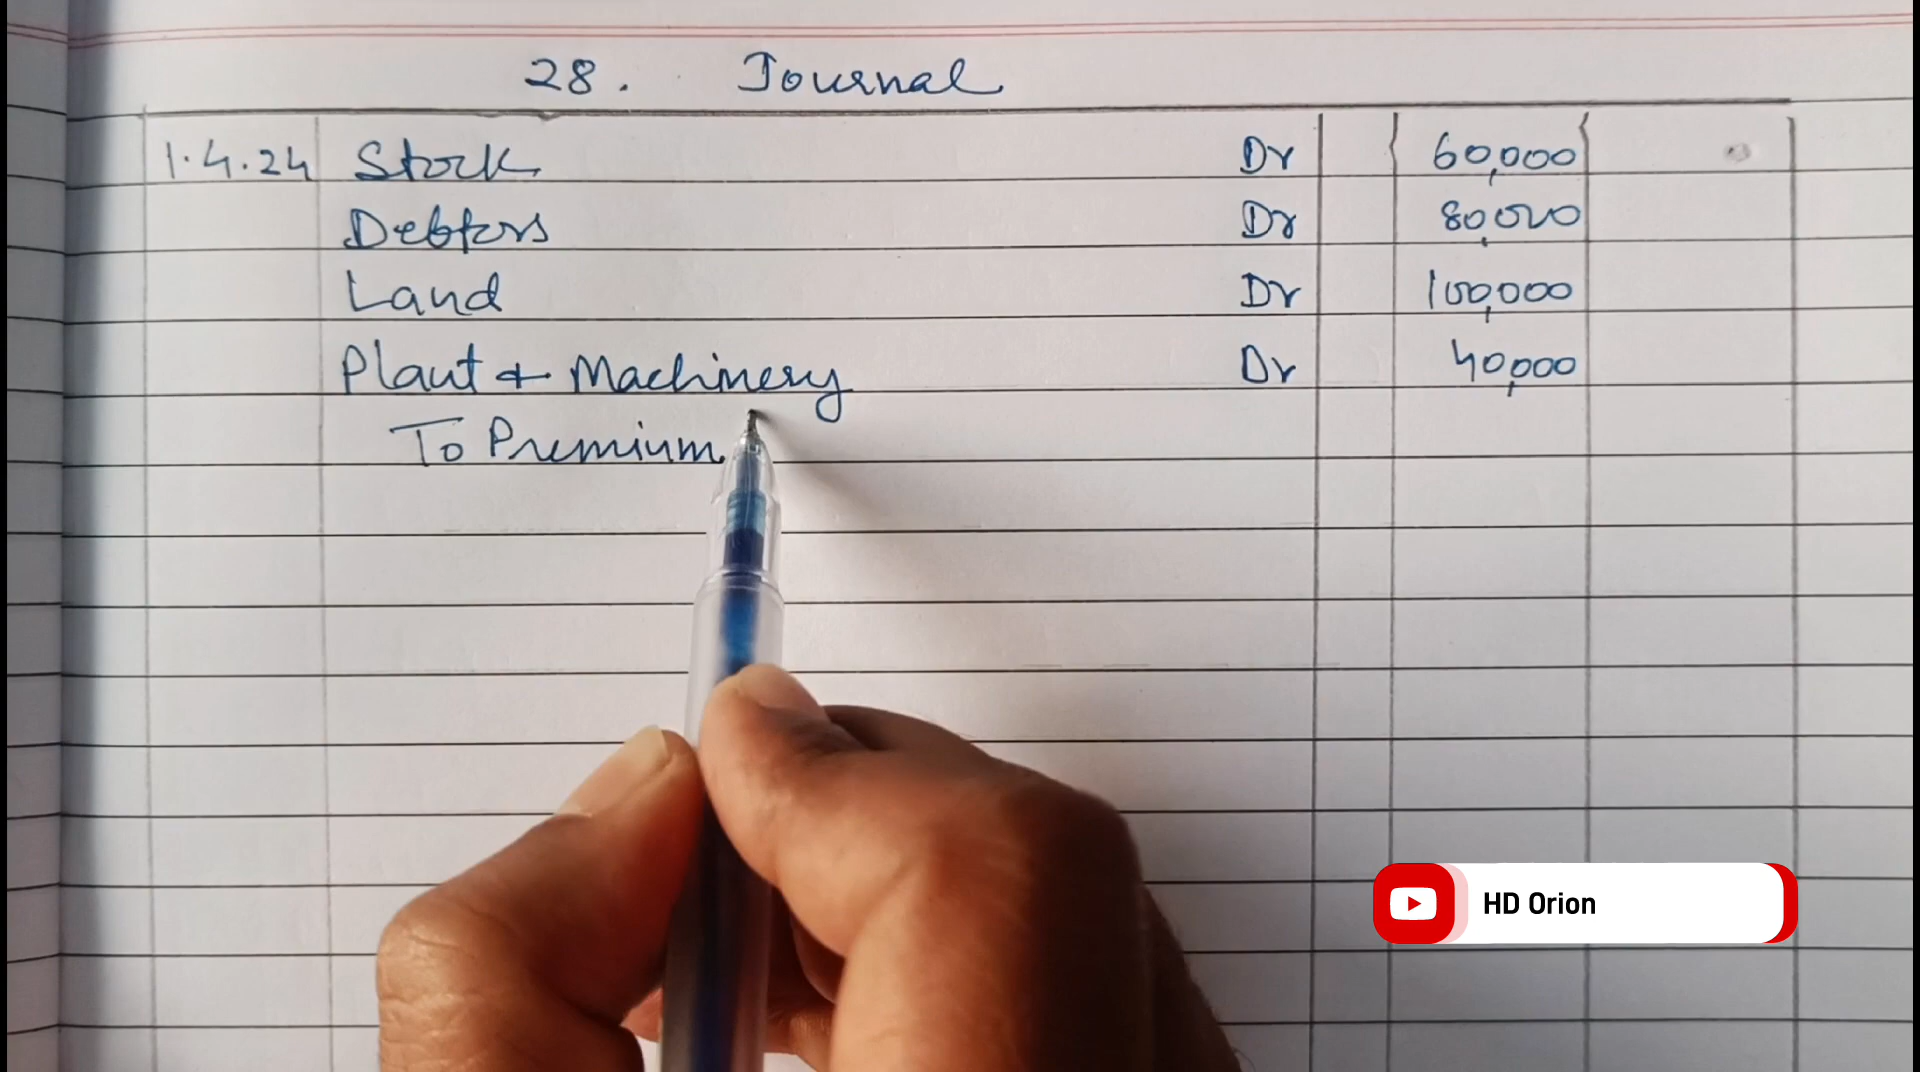 28. Journal
1.4.24 Stock Dr 60,000
Debtors Dr 80,000
Land Dr 100,000
Plant & Machinery Dr 40,000
To Premium
HD Orion